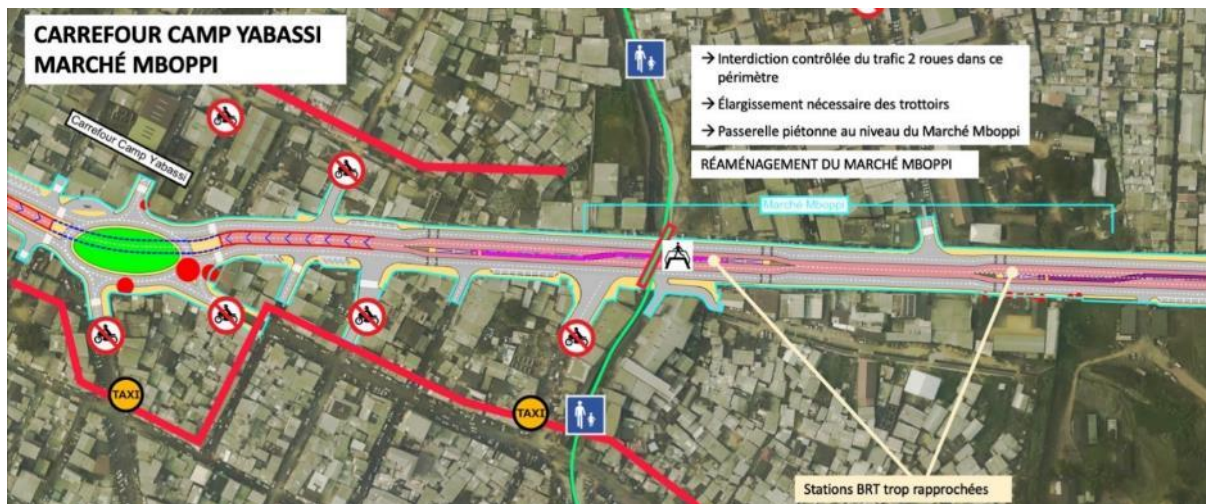 CARREFOUR CAMP YABASSI
MARCHÉ MBOPPI
→ Interdiction contrôlée du trafic 2 roues dans ce
périmètre
→ Élargissement nécessaire des trottoirs
→ Passerelle piétonne au niveau du Marché Mboppi
RÉAMÉNAGEMENT DU MARCHÉ MBOPPI
Carrefour Camp Yabassi
Marché Mboppi
TAXI
TAXI
Stations BRT trop rapprochées